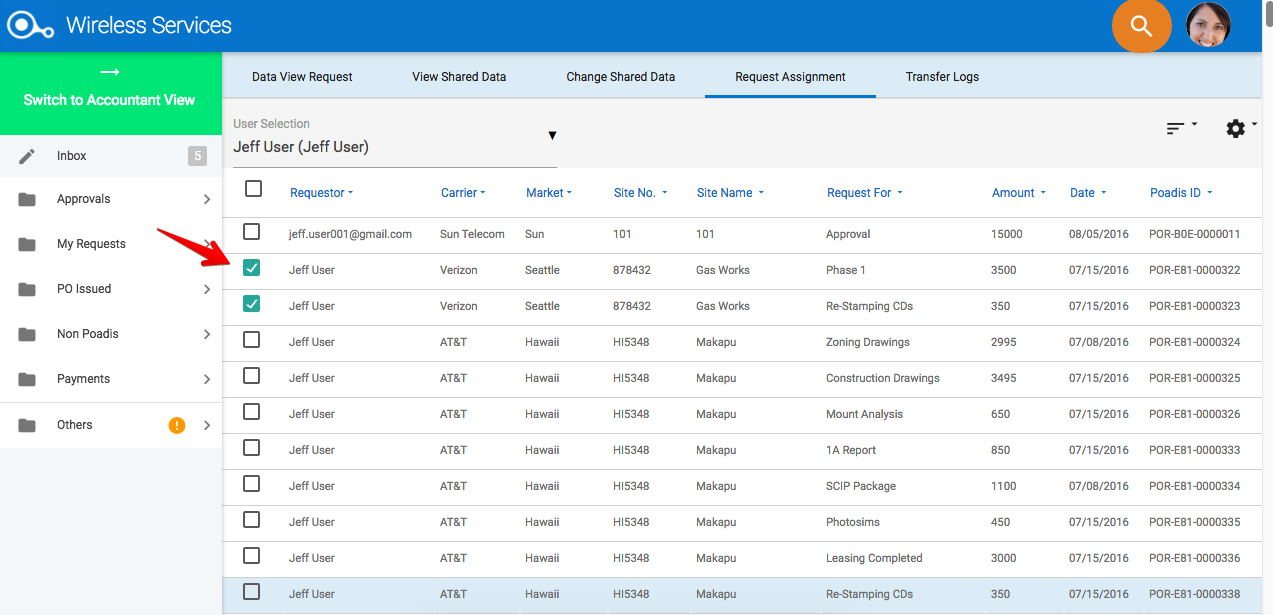 Wireless Services
Switch to Accountant View
Inbox 5
Approvals
My Requests
PO Issued
Non Poadis
Payments
Others
Data View Request View Shared Data Change Shared Data Request Assignment Transfer Logs
User Selection
Jeff User (Jeff User)
Requestor Carrier Market Site No. Site Name Request For Amount Date Poadis ID
jeff.user001@gmail.com Sun Telecom Sun 101 101 Approval 15000 08/05/2016 POR-B0E-0000011
Jeff User Verizon Seattle 878432 Gas Works Phase 1 3500 07/15/2016 POR-E81-0000322
Jeff User Verizon Seattle 878432 Gas Works Re-Stamping CDs 350 07/15/2016 POR-E81-0000323
Jeff User AT&T Hawaii HI5348 Makapu Zoning Drawings 2995 07/08/2016 POR-E81-0000324
Jeff User AT&T Hawaii HI5348 Makapu Construction Drawings 3495 07/15/2016 POR-E81-0000325
Jeff User AT&T Hawaii HI5348 Makapu Mount Analysis 650 07/15/2016 POR-E81-0000326
Jeff User AT&T Hawaii HI5348 Makapu 1A Report 850 07/15/2016 POR-E81-0000333
Jeff User AT&T Hawaii HI5348 Makapu SCIP Package 1100 07/08/2016 POR-E81-0000334
Jeff User AT&T Hawaii HI5348 Makapu Photosims 450 07/15/2016 POR-E81-0000335
Jeff User AT&T Hawaii HI5348 Makapu Leasing Completed 3000 07/15/2016 POR-E81-0000336
Jeff User AT&T Hawaii HI5348 Makapu Re-Stamping CDs 350 07/15/2016 POR-E81-0000338